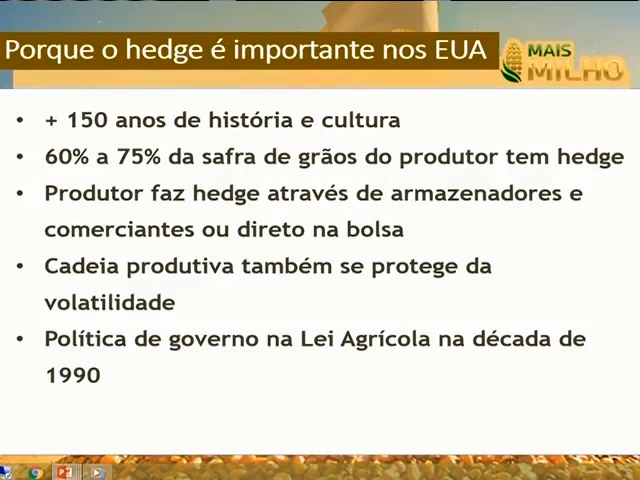 Porque o hedge é importante nos EUA
MAIS
MILHO
• + 150 anos de história e cultura
• 60% a 75% da safra de grãos do produtor tem hedge
• Produtor faz hedge através de armazenadores e
comerciantes ou direto na bolsa
• Cadeia produtiva também se protege da
volatilidade
• Política de governo na Lei Agrícola na década de
1990